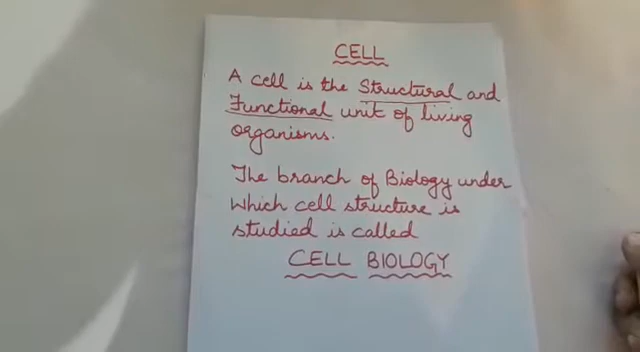 CELL
A cell is the Structural and
Functional unit of living
organisms.
The branch of Biology under
which cell structure is
studied is called
CELL BIOLOGY